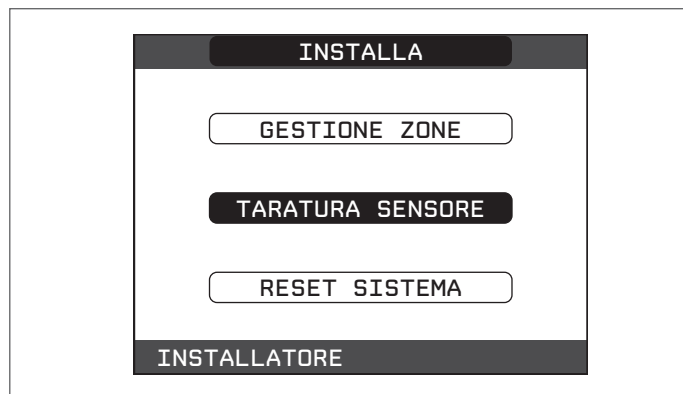 INSTALLA
GESTIONE ZONE
TARATURA SENSORE
RESET SISTEMA
INSTALLATORE